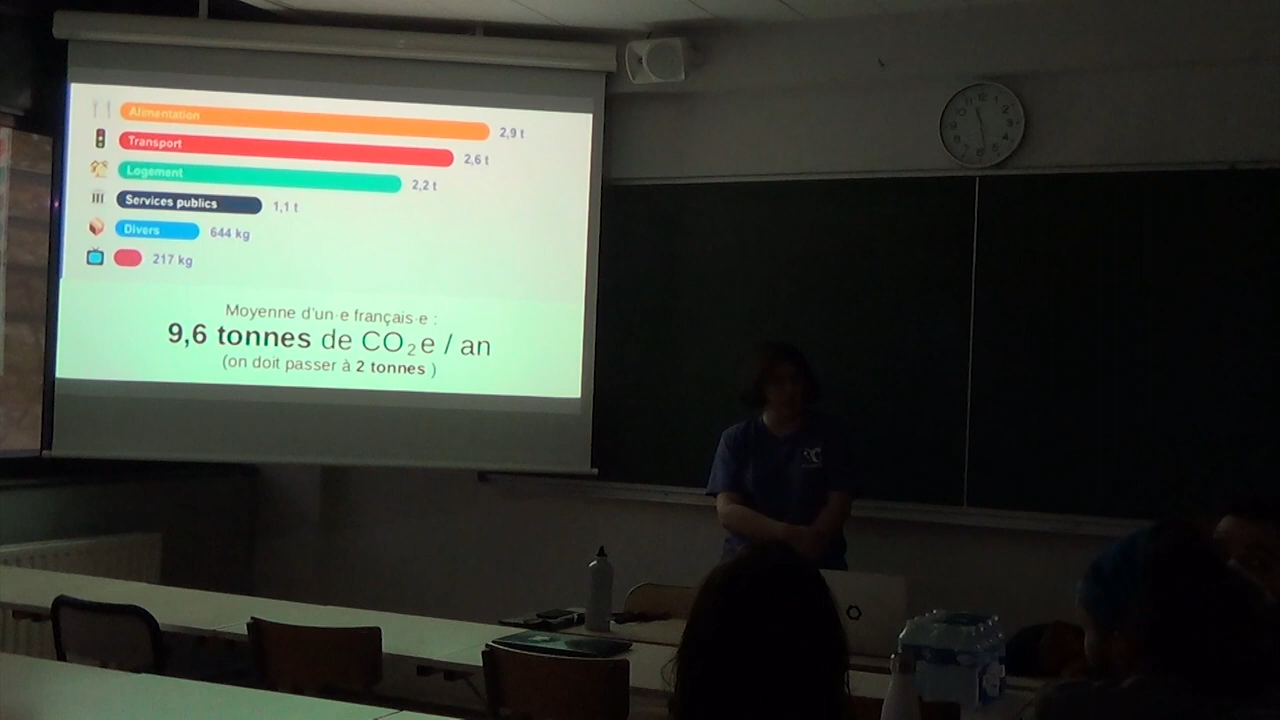 Alimentation 2,9 t
Transport 2,6 t
Logement 2,2 t
Services publics 1,1 t
Divers 644 kg
217 kg
Moyenne d'un·e français·e :
9,6 tonnes de CO₂e / an
(on doit passer à 2 tonnes )